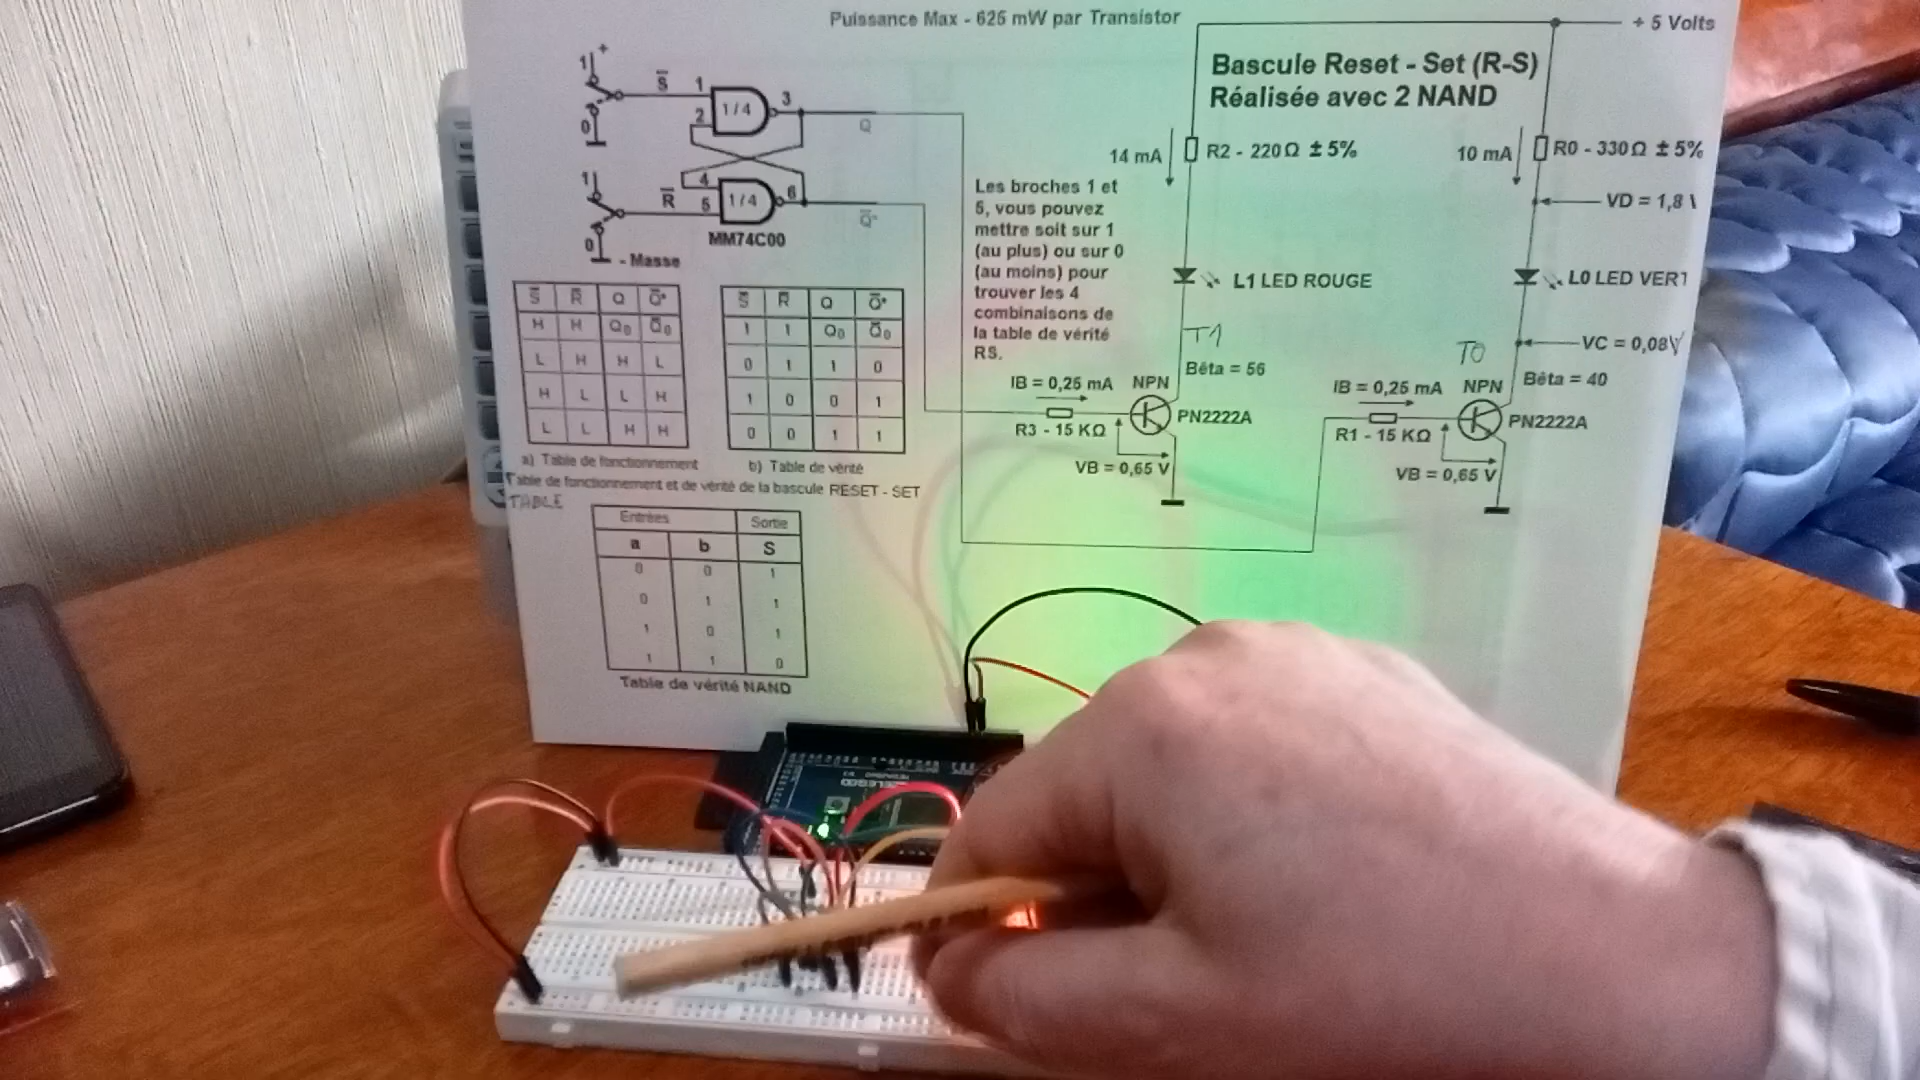 Puissance Max - 625 mW par Transistor
+ 5 Volts
Bascule Reset - Set (R-S)
Réalisée avec 2 NAND
1 +
S̅ 1
1/4 3
2
0
Q
1
R̅ 4
5 1/4 6
Q̅*
0
MM74C00
- Masse
14 mA R2 - 220Ω ±5%
10 mA R0 - 330Ω ±5%
VD = 1,8 \
Les broches 1 et
5, vous pouvez
mettre soit sur 1
(au plus) ou sur 0
(au moins) pour
trouver les 4
combinaisons de
la table de vérité
RS.
L1 LED ROUGE
L0 LED VERT
T1
T0
VC = 0,08V
Bêta = 56
Bêta = 40
IB = 0,25 mA NPN
PN2222A
R3 - 15 KΩ
VB = 0,65 V
IB = 0,25 mA NPN
PN2222A
R1 - 15 KΩ
VB = 0,65 V
S̅ R̅ Q Q̅*
H H Q0 Q̅0
L H H L
H L L H
L L H H
a) Table de fonctionnement
S̅ R̅ Q Q̅*
1 1 Q0 Q̅0
0 1 1 0
1 0 0 1
0 0 1 1
b) Table de vérité
Table de fonctionnement et de vérité de la bascule RESET - SET
TABLE
Entrées Sortie
a b S
0 0 1
0 1 1
1 0 1
1 1 0
Table de vérité NAND
ELEGOO